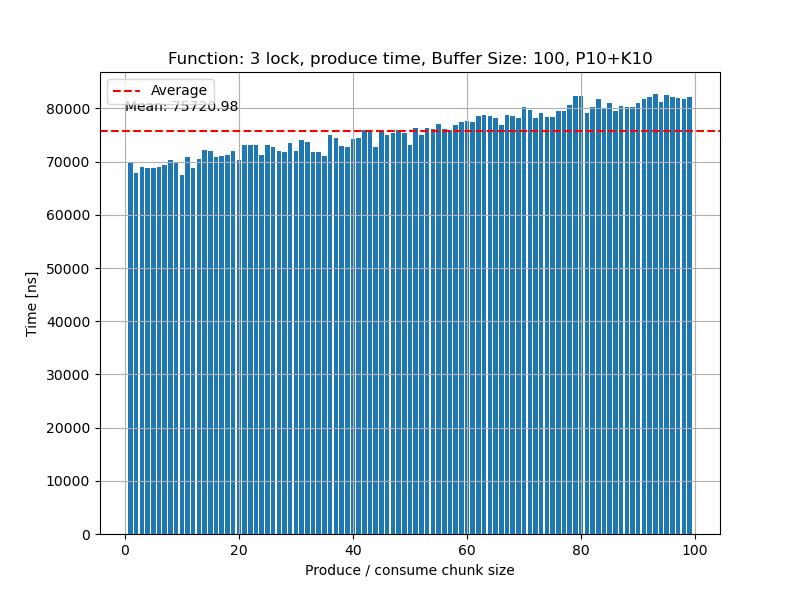 Function: 3 lock, produce time, Buffer Size: 100, P10+K10
Average
Mean: 75720.98
80000
70000
60000
50000
40000
30000
20000
10000
0
Time [ns]
0 20 40 60 80 100
Produce / consume chunk size